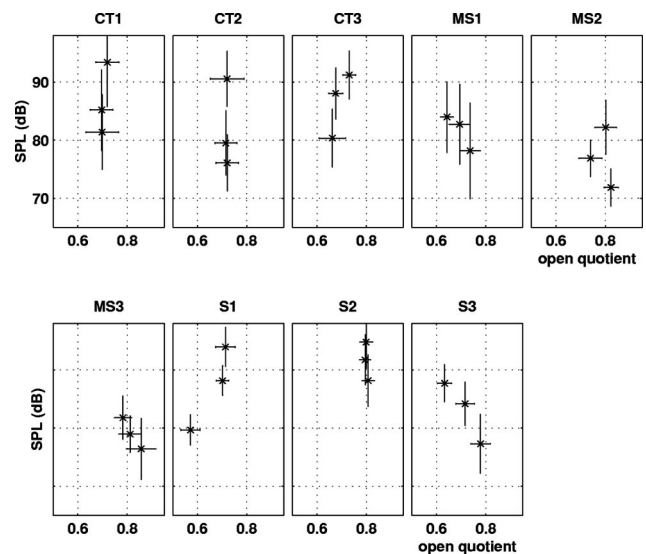 CT1 CT2 CT3 MS1 MS2
90
80
70
SPL (dB)
0.6 0.8 0.6 0.8 0.6 0.8 0.6 0.8 0.6 0.8
open quotient
MS3 S1 S2 S3
SPL (dB)
0.6 0.8 0.6 0.8 0.6 0.8 0.6 0.8
open quotient